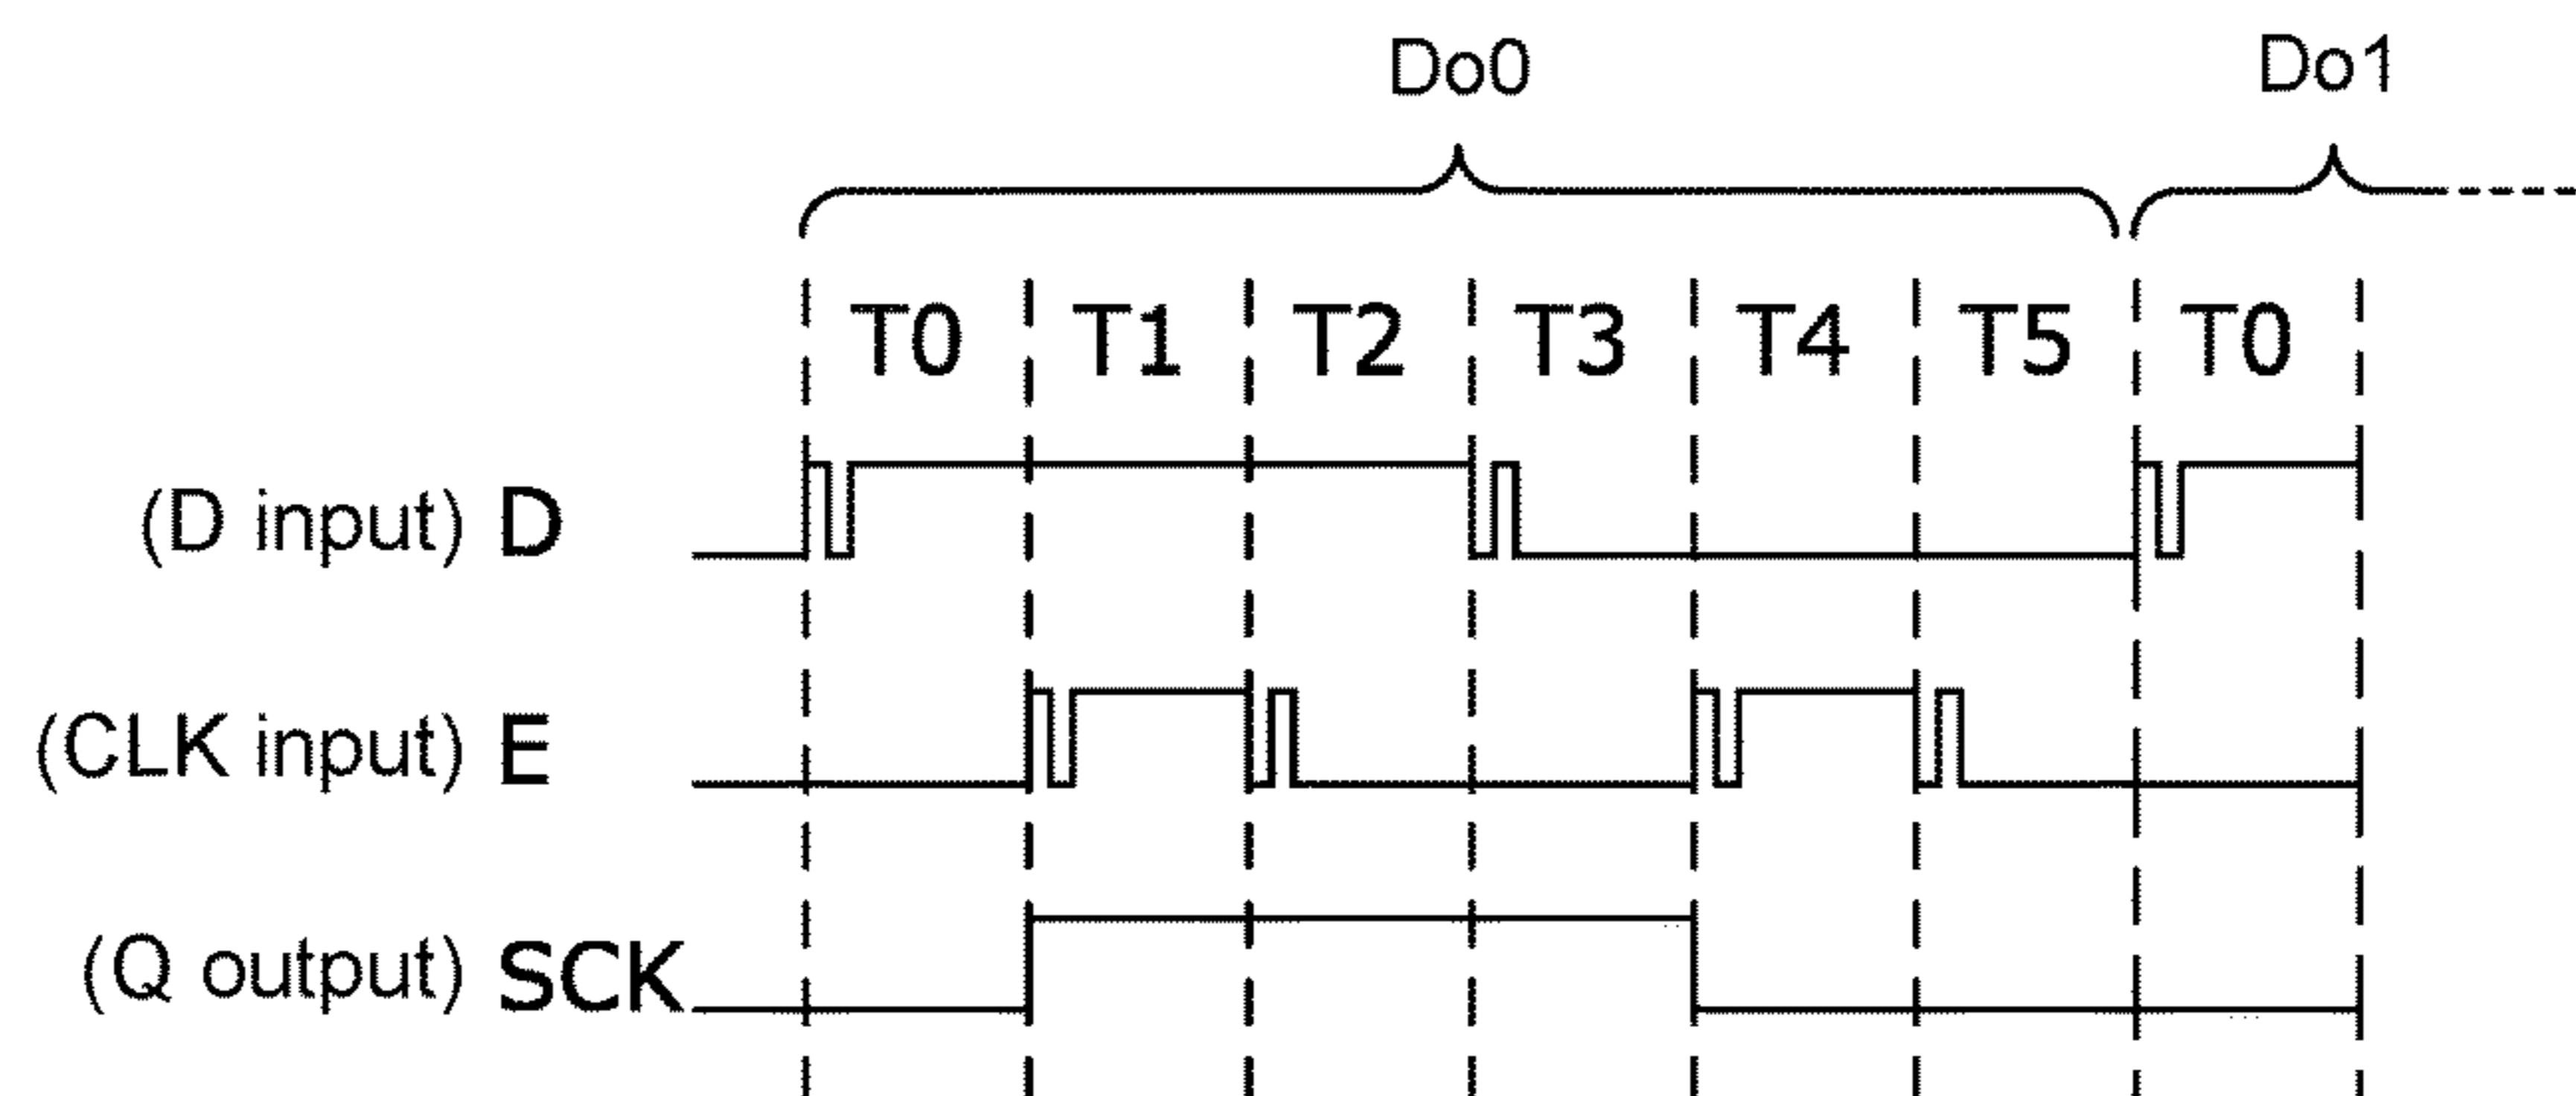 Do0 Do1
T0 T1 T2 T3 T4 T5 T0
(D input) D
(CLK input) E
(Q output) SCK